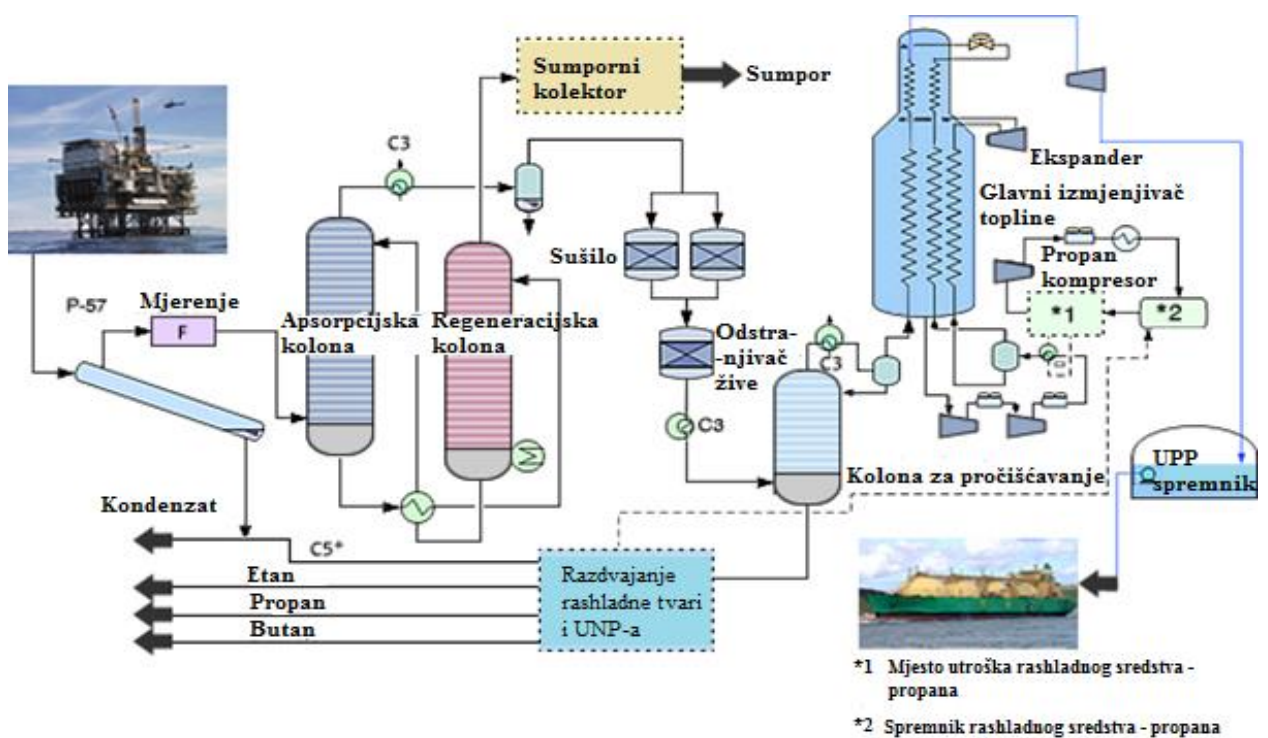 Sumporni
kolektor
Sumpor
C3
Ekspander
Glavni izmjenjivač
topline
Sušilo
Propan
kompresor
P-57
Mjerenje
F
Apsorpcijska
kolona
Regeneracijska
kolona
*1
*2
Odstra-
-njivač
žive
C3
C3
Kolona za pročišćavanje
UPP
spremnik
Kondzat
C5*
Etan
Propan
Butan
Razdvajanje
rashladne tvari
i UNP-a
*1 Mjesto utroška rashladnog sredstva -
propana
*2 Spremnik rashladnog sredstva - propana